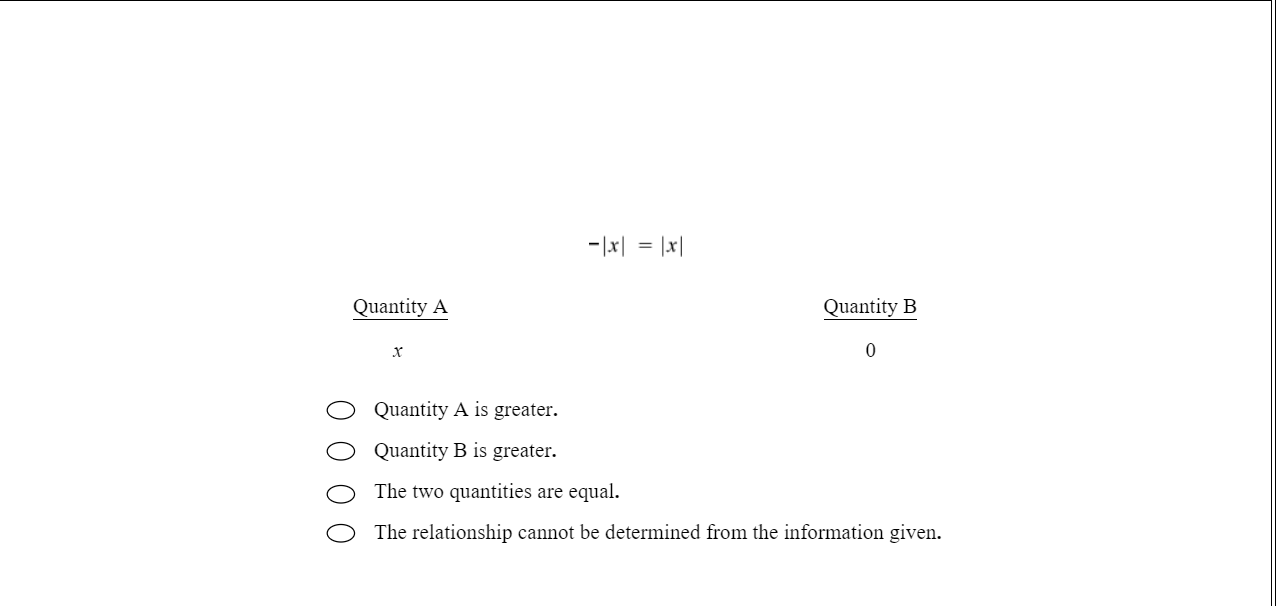 −|x| = |x|
Quantity A Quantity B
x 0
Quantity A is greater.
Quantity B is greater.
The two quantities are equal.
The relationship cannot be determined from the information given.